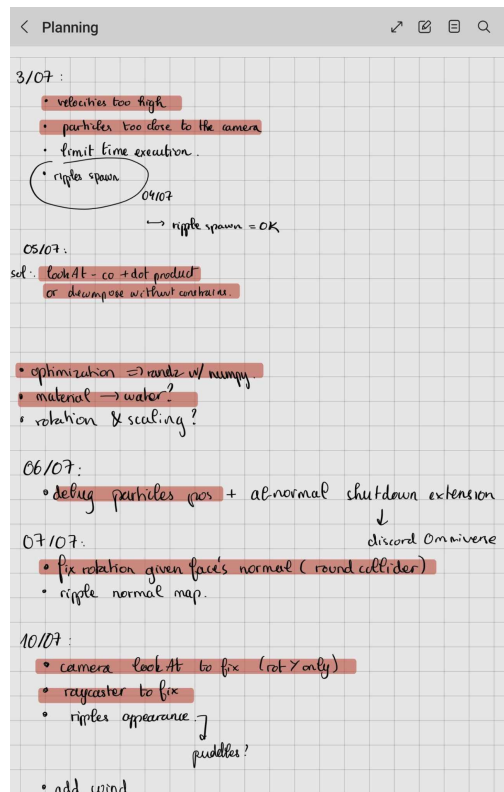 Planning
3/07 :
• velocities too high
• particles too close to the camera
• limit time execution.
• ripples spawn
04/07
→ ripple spawn = OK
05/07:
sol : lookAt - co + dot product
or decompose without constrains.
• optimization => randz w/ numpy.
• material → water?
• rotation & scaling?
06/07:
• debug particles pos + abnormal shutdown extension
↓
discord Omniverse
07/07:
• fix rotation given face's normal ( round collider)
• ripple normal map.
10/07:
• camera lookAt to fix (rot Y only)
• raycaster to fix
• ripples appearance
puddles?
• add wind